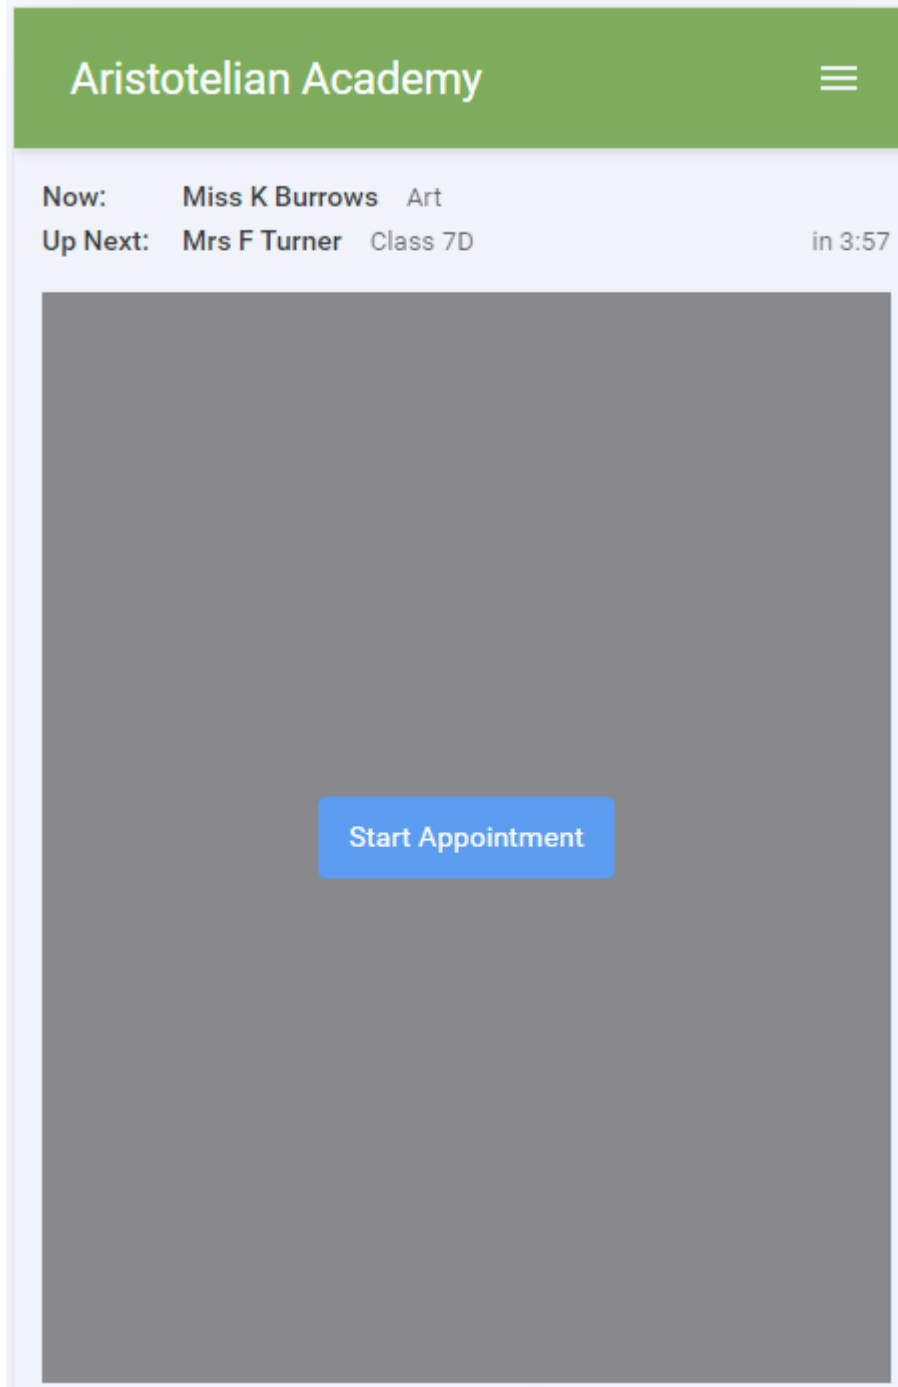 Aristotelian Academy
Now: Miss K Burrows Art
Up Next: Mrs F Turner Class 7D in 3:57
Start Appointment